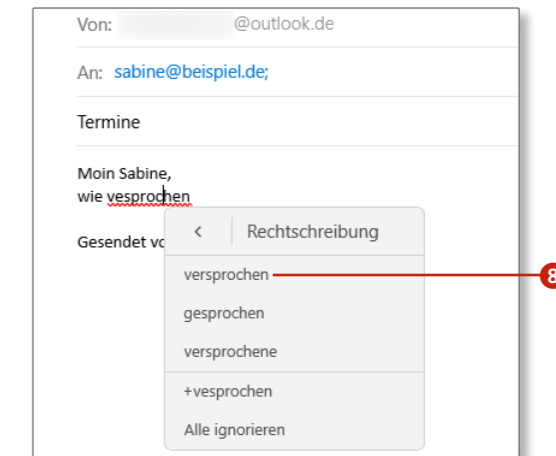 Von: @outlook.de
An: sabine@beispiel.de;
Termine
Moin Sabine,
wie vesprochen
Gesendet vo
< Rechtschreibung
versprochen
8
gesprochen
versprochene
+vesprochen
Alle ignorieren